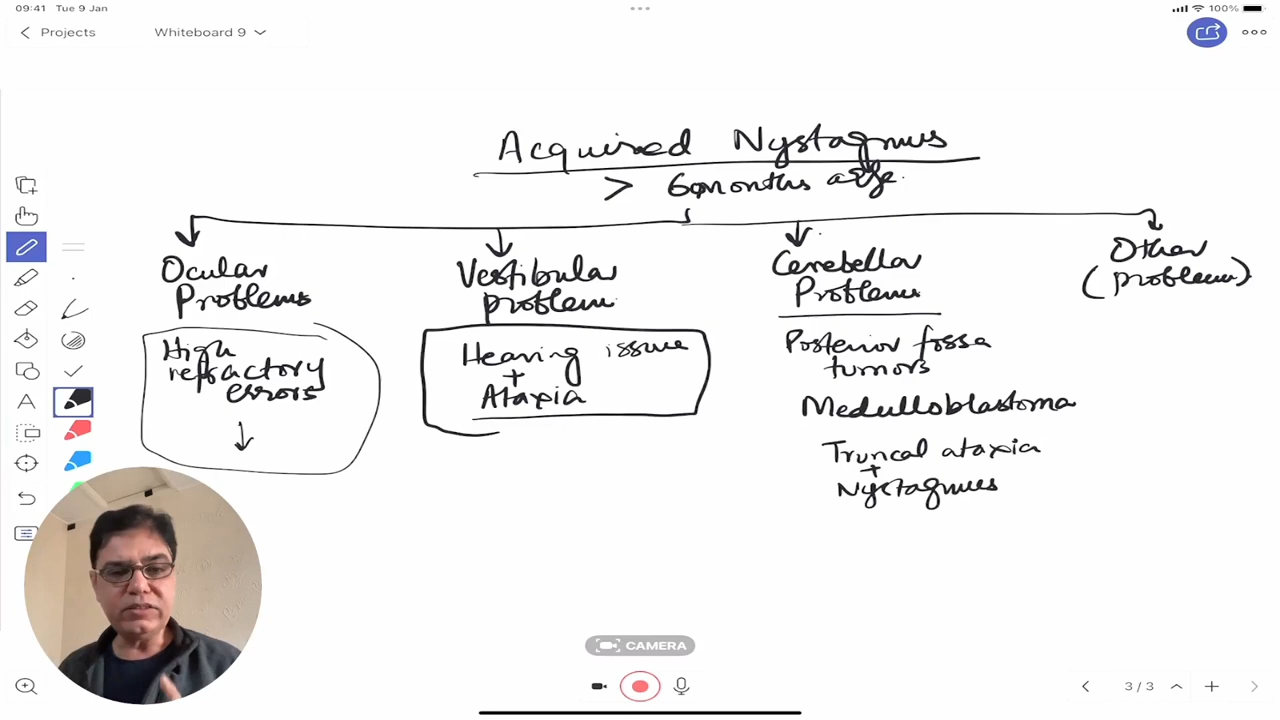 09:41 Tue 9 Jan
100%
Projects
Whiteboard 9
Acquired Nystagmus
> 6 months age
Ocular
Problems
High
refractory
errors
Vestibular
problem
Hearing issue
+
Ataxia
Cerebellar
Problems
Posterior fossa
tumors
Medulloblastoma
Truncal ataxia
+
Nystagmus
Other
(problem)
CAMERA
3/3